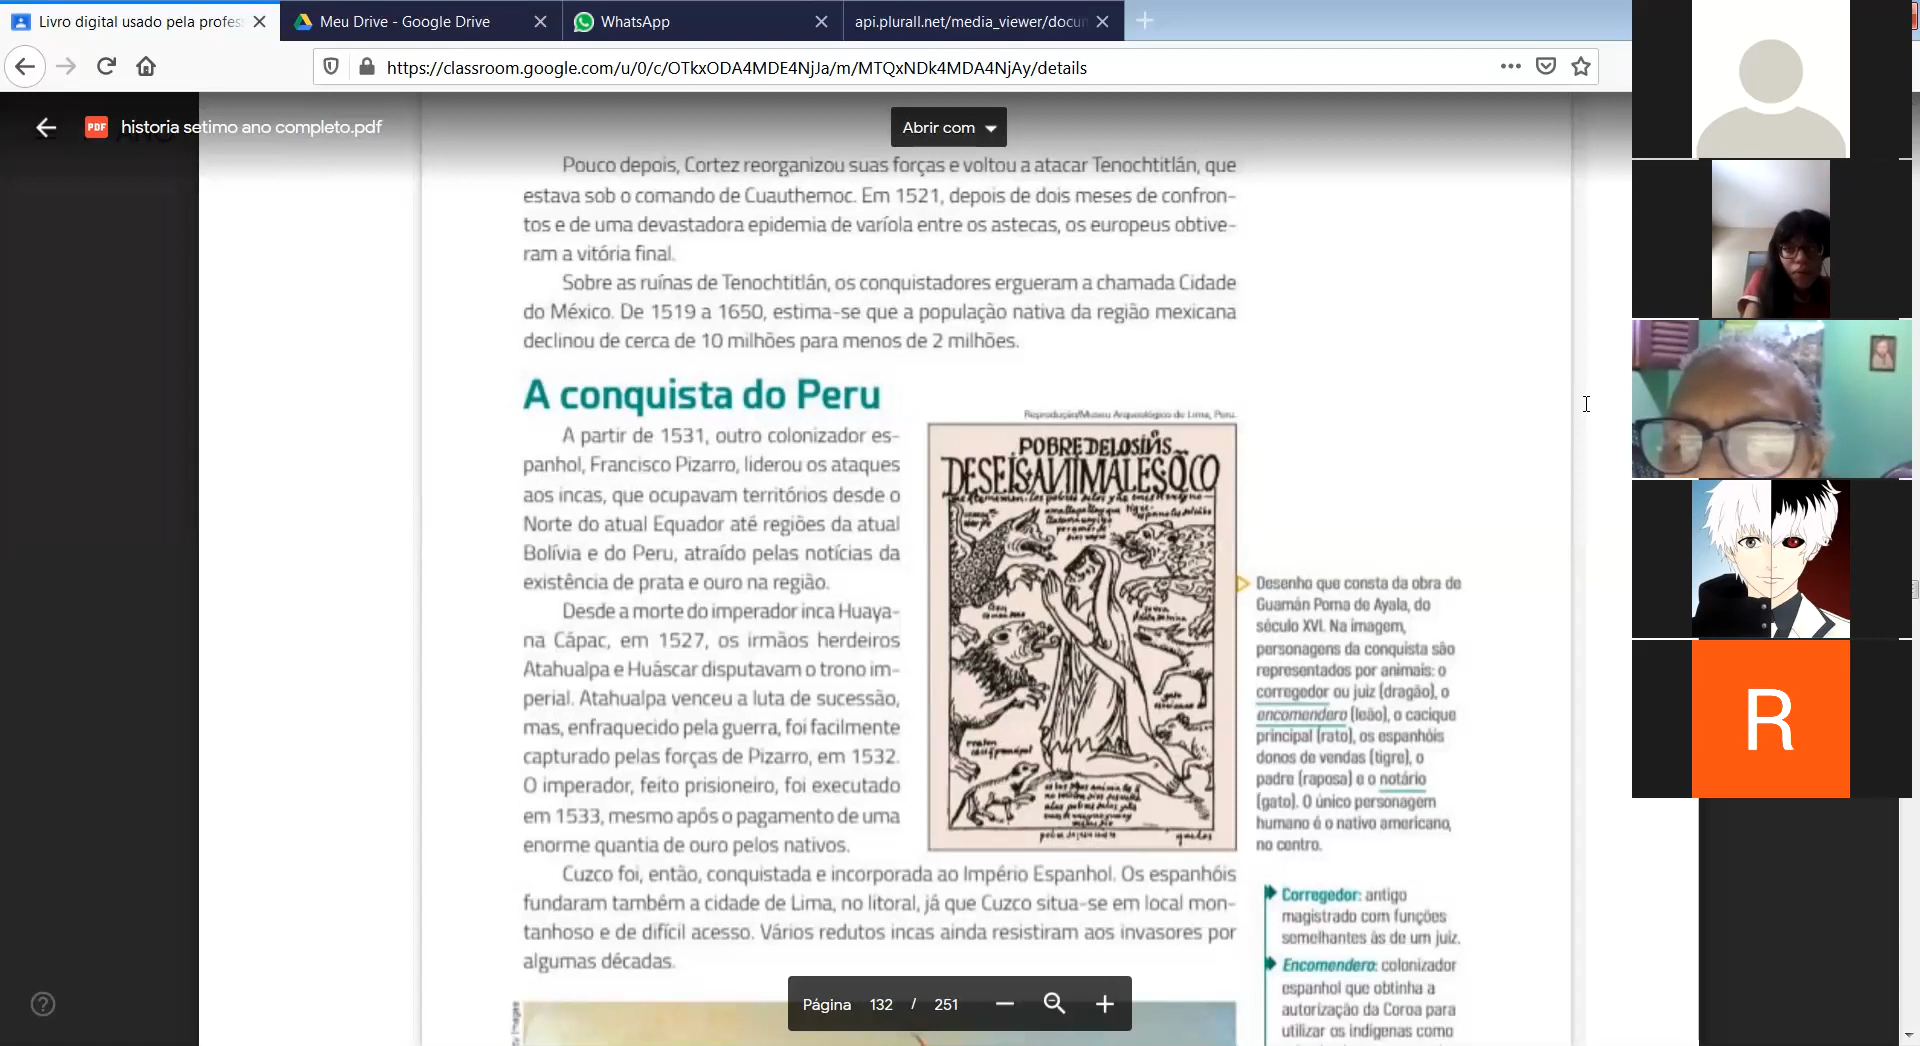 Livro digital usado pela profes
Meu Drive - Google Drive
WhatsApp
api.plurall.net/media_viewer/docu
https://classroom.google.com/u/0/c/OTkxODA4MDE4NjJa/m/MTQxNDk4MDA4NjAy/details
PDF
historia setimo ano completo.pdf
Abrir com
Pouco depois, Cortez reorganizou suas forças e voltou a atacar Tenochtitlán, que
estava sob o comando de Cuauthemoc. Em 1521, depois de dois meses de confron-
tos e de uma devastadora epidemia de varíola entre os astecas, os europeus obtive-
ram a vitória final.
Sobre as ruínas de Tenochtitlán, os conquistadores ergueram a chamada Cidade
do México. De 1519 a 1650, estima-se que a população nativa da região mexicana
declinou de cerca de 10 milhões para menos de 2 milhões.
A conquista do Peru
Reprodução/Museu Arqueológico de Lima, Peru.
A partir de 1531, outro colonizador es-
panhol, Francisco Pizarro, liderou os ataques
aos incas, que ocupavam territórios desde o
Norte do atual Equador até regiões da atual
Bolívia e do Peru, atraído pelas notícias da
existência de prata e ouro na região.
Desde a morte do imperador inca Huaya-
na Cápac, em 1527, os irmãos herdeiros
Atahualpa e Huáscar disputavam o trono im-
perial. Atahualpa venceu a luta de sucessão,
mas, enfraquecido pela guerra, foi facilmente
capturado pelas forças de Pizarro, em 1532.
O imperador, feito prisioneiro, foi executado
em 1533, mesmo após o pagamento de uma
enorme quantia de ouro pelos nativos.
POBRE DE LOS INS
DE SEIS ANIMALES Q CO
Desenho que consta da obra de
Guamán Poma de Ayala, do
século XVI. Na imagem,
personagens da conquista são
representados por animais: o
corregedor ou juiz (dragão), o
encomendero (leão), o cacique
principal (rato), os espanhóis
donos de vendas (tigre), o
padre (raposa) e o notário
(gato). O único personagem
humano é o nativo americano,
no centro.
Cuzco foi, então, conquistada e incorporada ao Império Espanhol. Os espanhóis
fundaram também a cidade de Lima, no litoral, já que Cuzco situa-se em local mon-
tanhoso e de difícil acesso. Vários redutos incas ainda resistiram aos invasores por
algumas décadas.
Corregedor: antigo
magistrado com funções
semelhantes às de um juiz.
Encomendero: colonizador
espanhol que obtinha a
autorização da Coroa para
utilizar os indígenas como
Página 132 / 251
Images
R